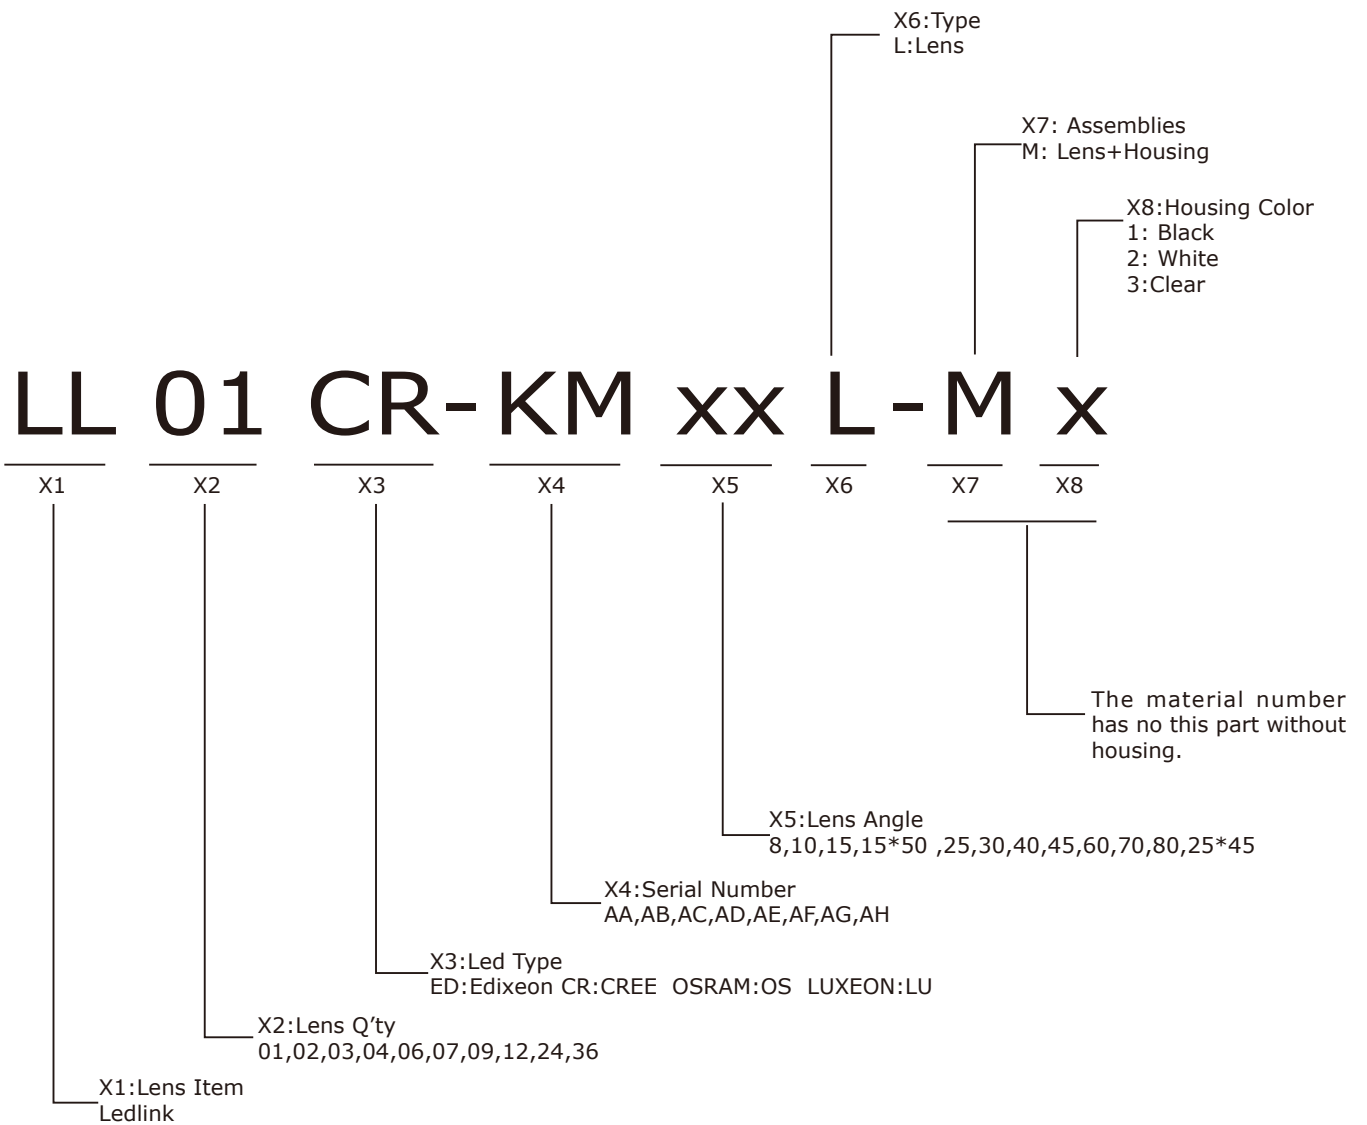 X6:Type
L:Lens
X7: Assemblies
M: Lens+Housing
X8:Housing Color
1: Black
2: White
3:Clear
LL 01 CR-KM xx L-M x
X1 X2 X3 X4 X5 X6 X7 X8
The material number
has no this part without
housing.
X5:Lens Angle
8,10,15,15*50 ,25,30,40,45,60,70,80,25*45
X4:Serial Number
AA,AB,AC,AD,AE,AF,AG,AH
X3:Led Type
ED:Edixeon CR:CREE OSRAM:OS LUXEON:LU
X2:Lens Q’ty
01,02,03,04,06,07,09,12,24,36
X1:Lens Item
Ledlink